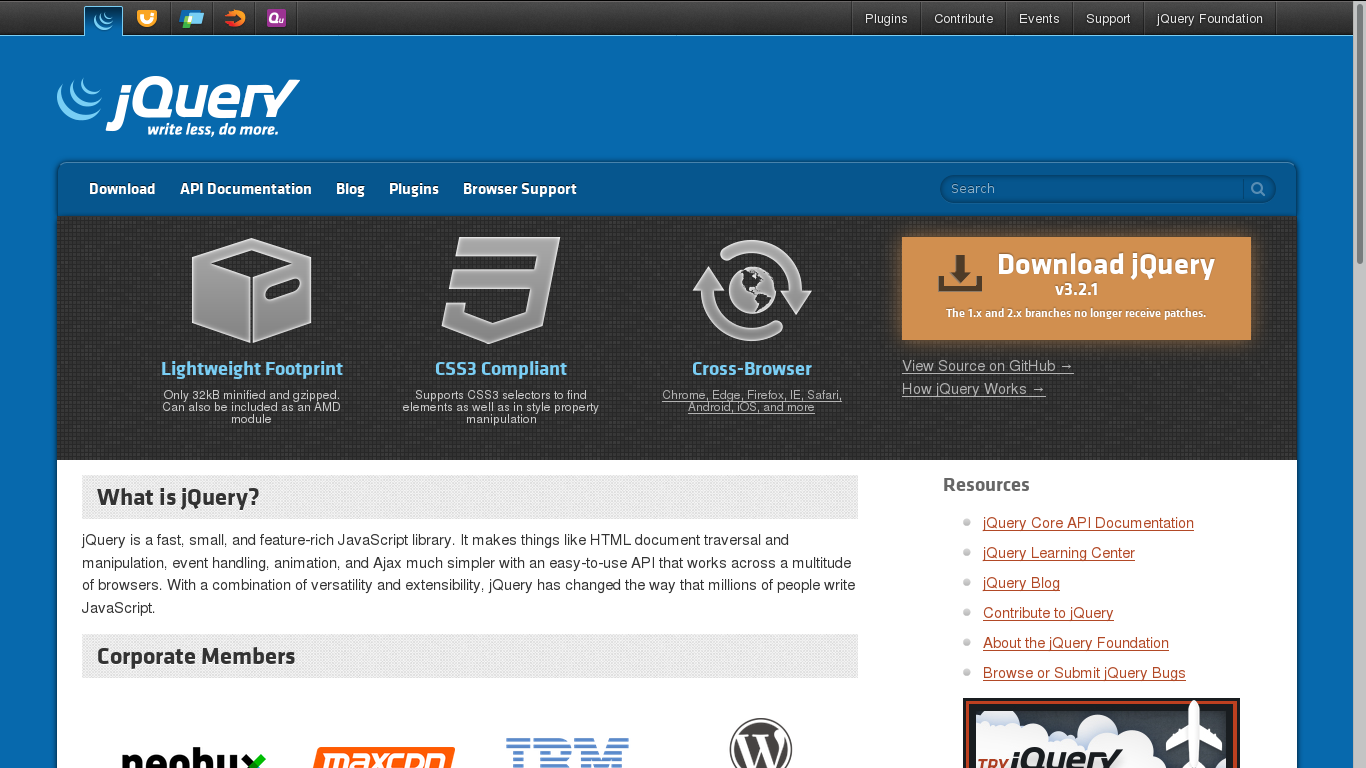 Qu
Plugins
Contribute
Events
Support
jQuery Foundation
jQuery
write less, do more.
Download
API Documentation
Blog
Plugins
Browser Support
Search
Lightweight Footprint
Only 32kB minified and gzipped.
Can also be included as an AMD
module
CSS3 Compliant
Supports CSS3 selectors to find
elements as well as in style property
manipulation
Cross-Browser
Chrome, Edge, Firefox, IE, Safari,
Android, iOS, and more
Download jQuery
v3.2.1
The 1.x and 2.x branches no longer receive patches.
View Source on GitHub →
How jQuery Works →
What is jQuery?
jQuery is a fast, small, and feature-rich JavaScript library. It makes things like HTML document traversal and
manipulation, event handling, animation, and Ajax much simpler with an easy-to-use API that works across a multitude
of browsers. With a combination of versatility and extensibility, jQuery has changed the way that millions of people write
JavaScript.
Corporate Members
neobux
MAXCDN
IBM
W
Resources
jQuery Core API Documentation
jQuery Learning Center
jQuery Blog
Contribute to jQuery
About the jQuery Foundation
Browse or Submit jQuery Bugs
TRY jQuery